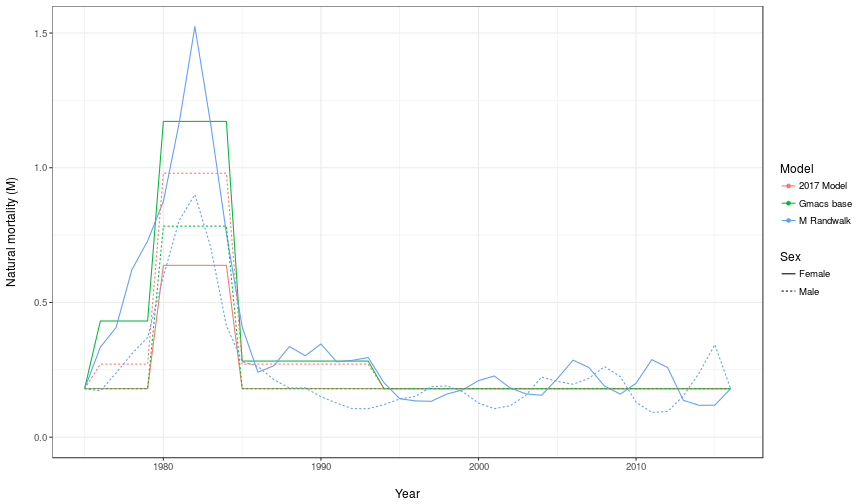 1.5
1.0
0.5
0.0
Natural mortality (M)
1980
1990
2000
2010
Year
Model
2017 Model
Gmacs base
M Randwalk
Sex
Female
Male